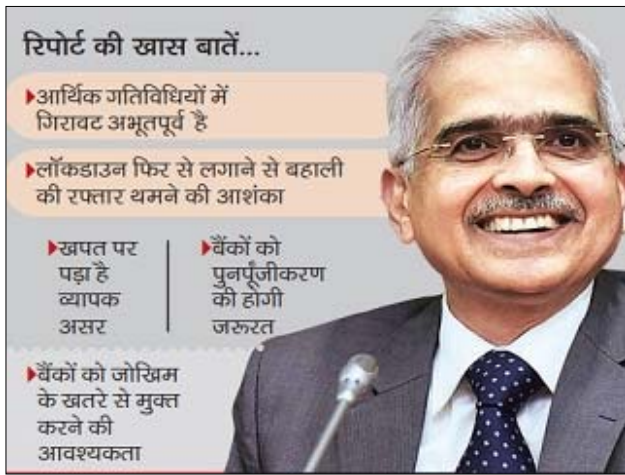 रिपोर्ट की खास बातें...
आर्थिक गतिविधियों में
गिरावट अभूतपूर्व है
लॉकडाउन फिर से लगाने से बहाली
की रफ्तार थमने की आशंका
खपत पर
पड़ा है
व्यापक
असर
बैंकों को
पुनर्पूंजीकरण
की होगी
जरूरत
बैंकों को जोखिम
के खतरे से मुक्त
करने की
आवश्यकता